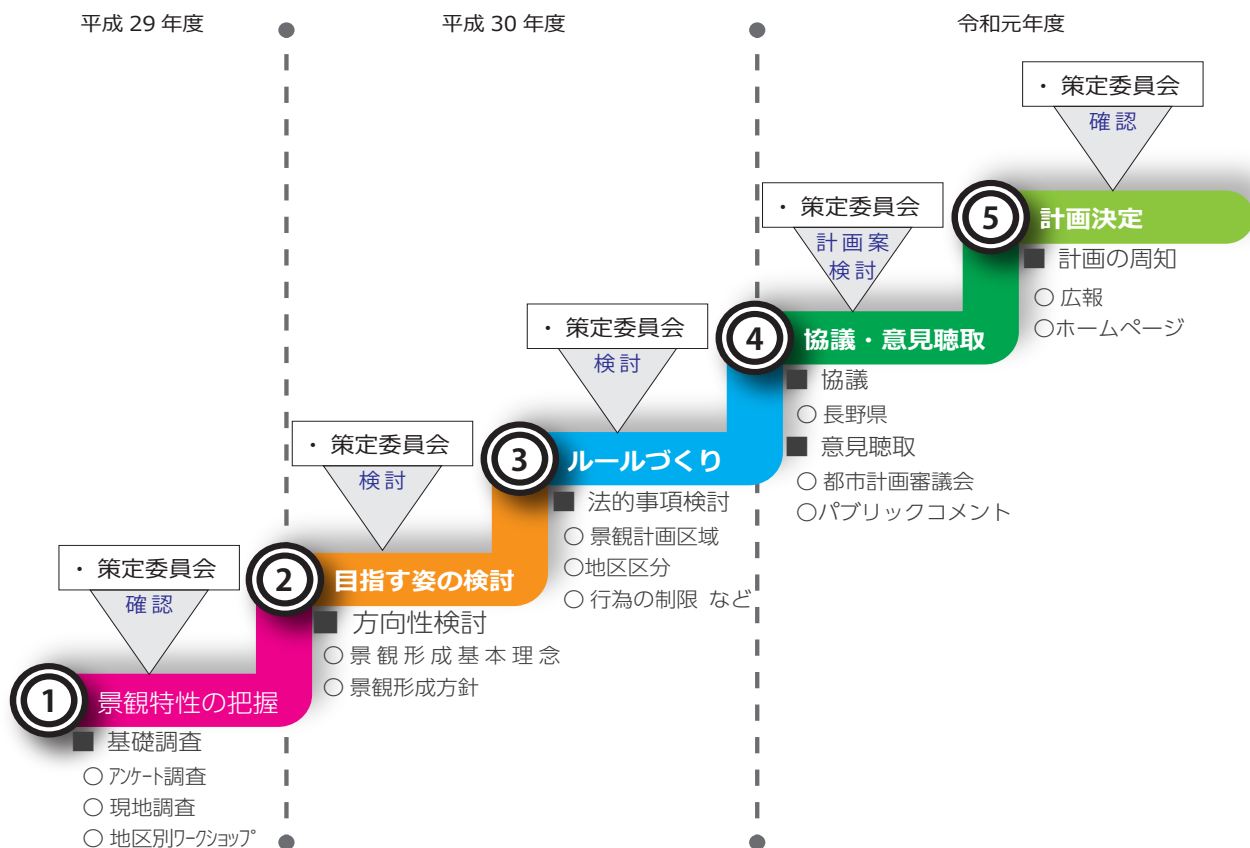 平成 29 年度
平成 30 年度
令和元年度
・ 策定委員会
確認
① 景観特性の把握
■ 基礎調査
○ アンケート調査
○ 現地調査
○ 地区別ワークショップ
・ 策定委員会
検討
② 目指す姿の検討
■ 方向性検討
○ 景観形成基本理念
○ 景観形成方針
・ 策定委員会
検討
③ ルールづくり
■ 法的事項検討
○ 景観計画区域
○地区区分
○ 行為の制限 など
・ 策定委員会
計画案
検討
④ 協議・意見聴取
■ 協議
○ 長野県
■ 意見聴取
○ 都市計画審議会
○パブリックコメント
・ 策定委員会
確認
⑤ 計画決定
■ 計画の周知
○ 広報
○ホームページ